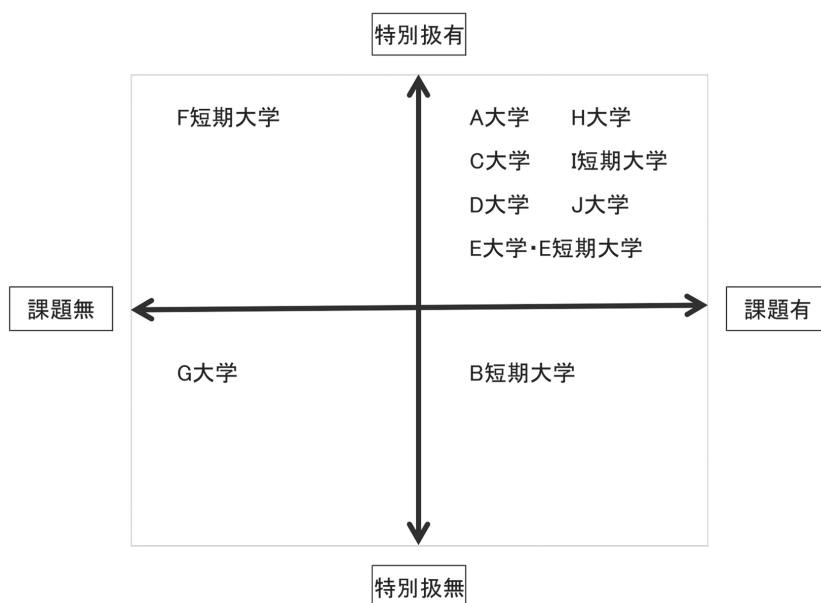 特別扱有
F短期大学
A大学 H大学
C大学 I短期大学
D大学 J大学
E大学・E短期大学
課題無
課題有
G大学
B短期大学
特別扱無